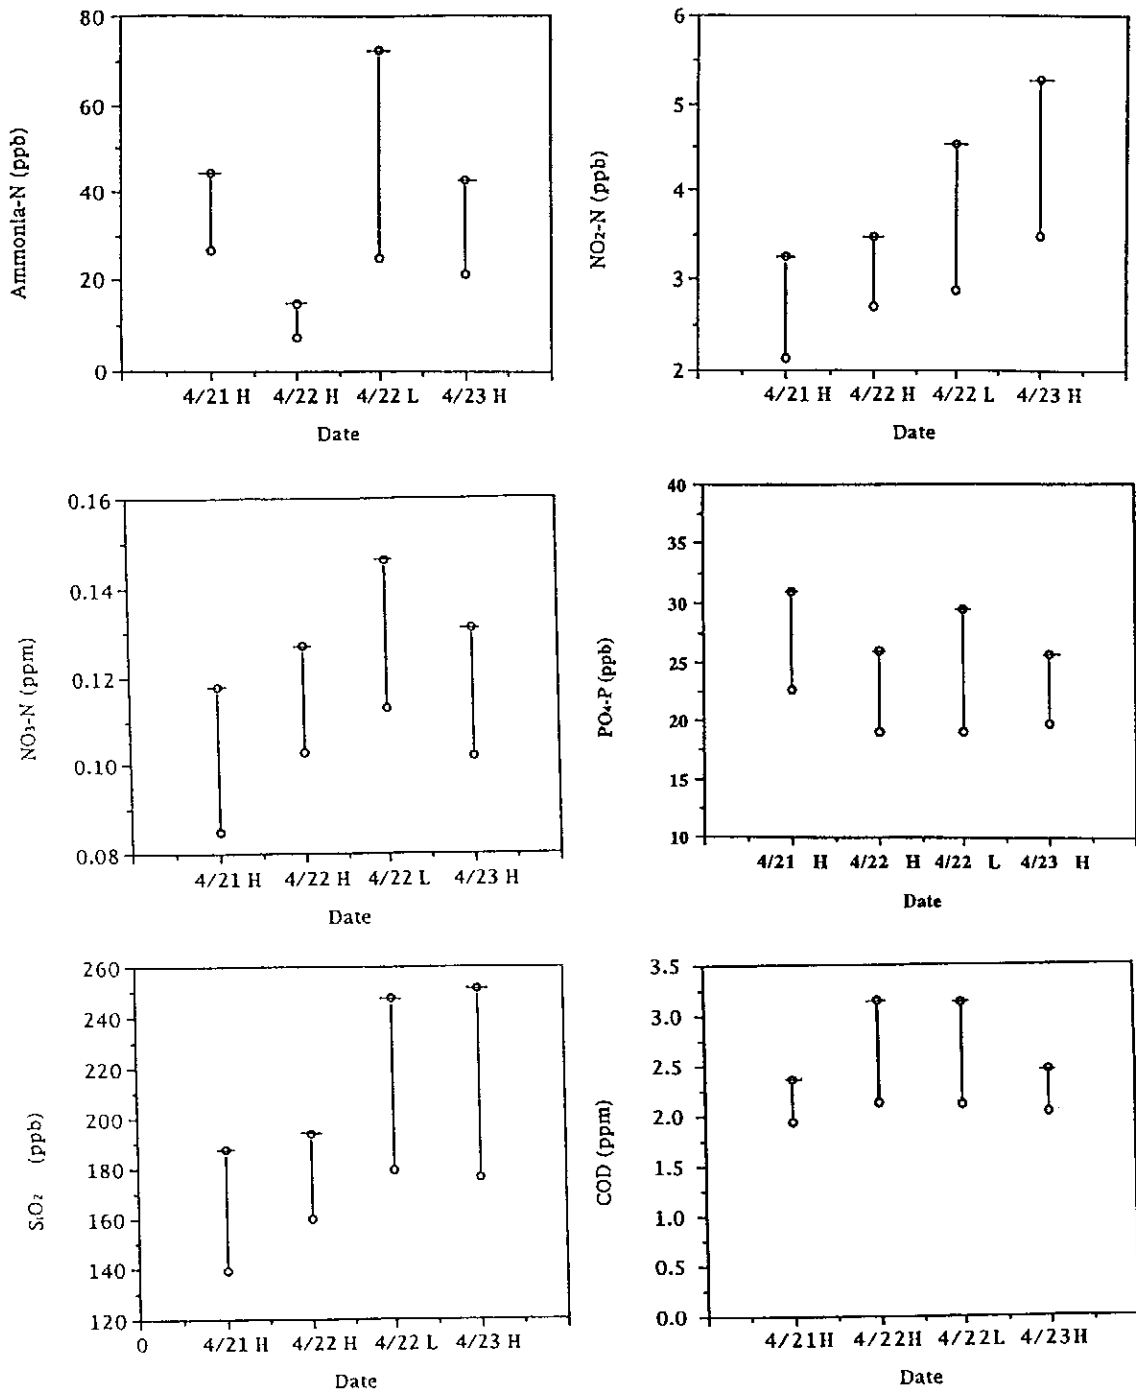 Ammonia-N (ppb)
80
60
40
20
0
4/21 H 4/22 H 4/22 L 4/23 H
Date
NO2-N (ppb)
6
5
4
3
2
4/21 H 4/22 H 4/22 L 4/23 H
Date
NO3-N (ppm)
0.16
0.14
0.12
0.10
0.08
4/21 H 4/22 H 4/22 L 4/23 H
Date
PO4-P (ppb)
40
35
30
25
20
15
10
4/21 H 4/22 H 4/22 L 4/23 H
Date
SiO2 (ppb)
260
240
220
200
180
160
140
120
0
4/21 H 4/22 H 4/22 L 4/23 H
Date
COD (ppm)
3.5
3.0
2.5
2.0
1.5
1.0
0.5
0.0
4/21 H 4/22H 4/22L 4/23H
Date